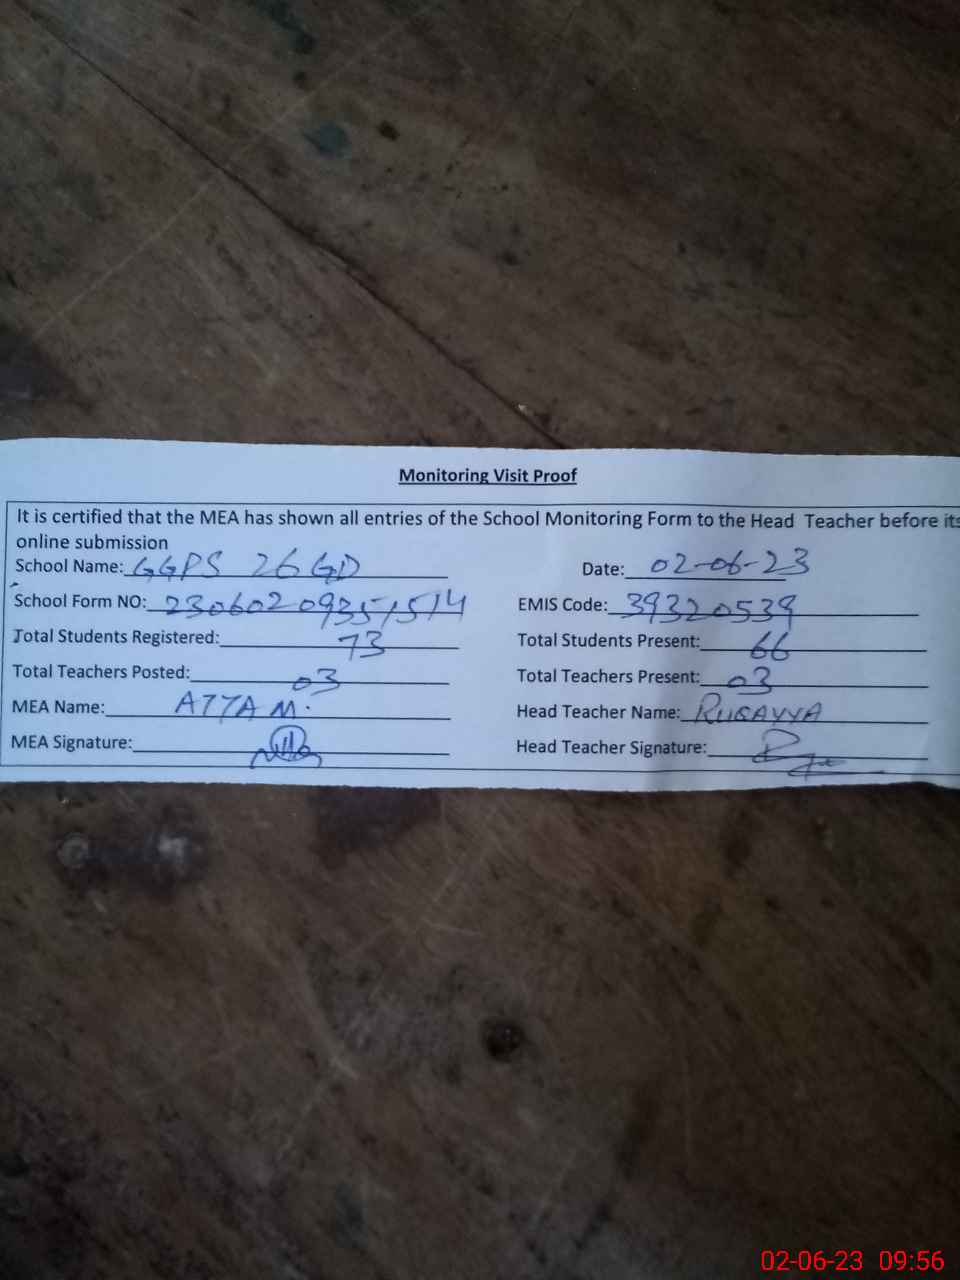 Monitoring Visit Proof
It is certified that the MEA has shown all entries of the School Monitoring Form to the Head Teacher before its
online submission
School Name: GGPS 26 GD Date: 02-06-23
School Form NO: 23060209351514 EMIS Code: 39320539
Total Students Registered: 73 Total Students Present: 66
Total Teachers Posted: 03 Total Teachers Present: 03
MEA Name: ATTA M. Head Teacher Name: RUQAYYA
MEA Signature: Head Teacher Signature:
02-06-23 09:56